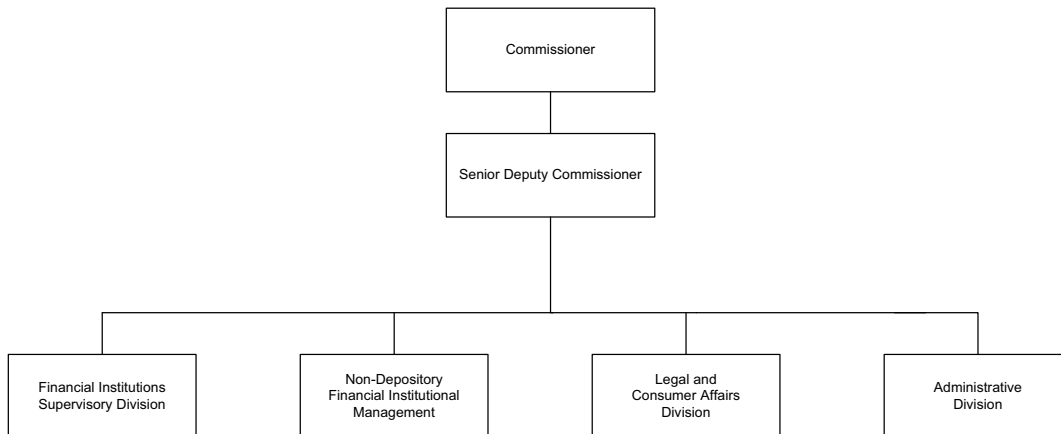 Commissioner
Senior Deputy Commissioner
Financial Institutions
Supervisory Division
Non-Depository
Financial Institutional
Management
Legal and
Consumer Affairs
Division
Administrative
Division